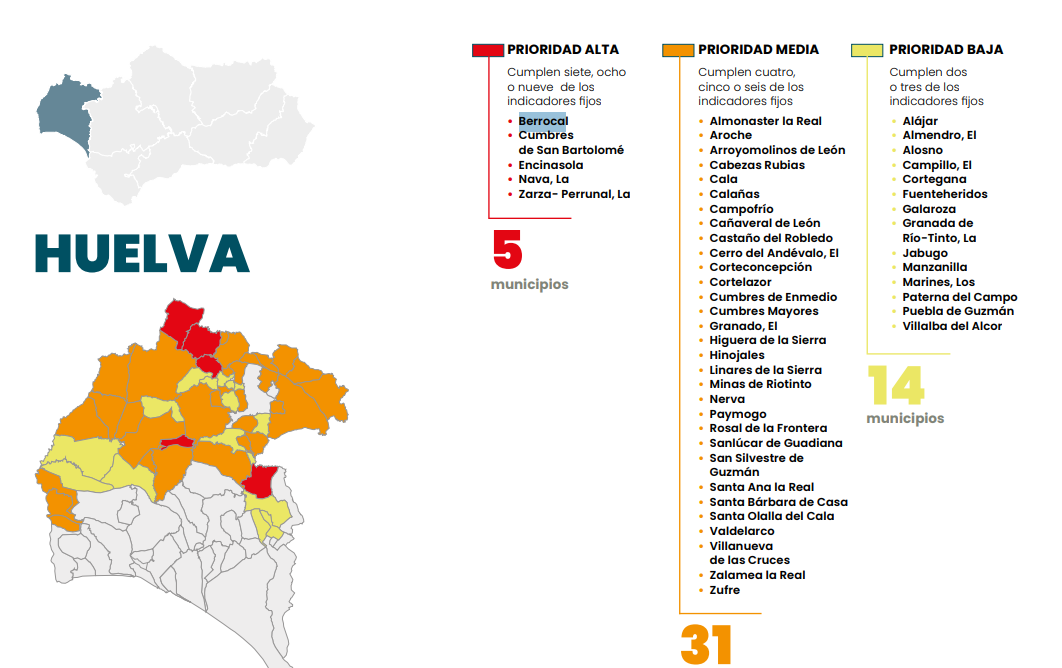 HUELVA
PRIORIDAD ALTA
Cumplen siete, ocho
o nueve de los
indicadores fijos
• Berrocal
• Cumbres
de San Bartolomé
• Encinasola
• Nava, La
• Zarza- Perrunal, La
5
municipios
PRIORIDAD MEDIA
Cumplen cuatro,
cinco o seis de los
indicadores fijos
• Almonaster la Real
• Aroche
• Arroyomolinos de León
• Cabezas Rubias
• Cala
• Calañas
• Campofrío
• Cañaveral de León
• Castaño del Robledo
• Cerro del Andévalo, El
• Corteconcepción
• Cortelazor
• Cumbres de Enmedio
• Cumbres Mayores
• Granado, El
• Higuera de la Sierra
• Hinojales
• Linares de la Sierra
• Minas de Riotinto
• Nerva
• Paymogo
• Rosal de la Frontera
• Sanlúcar de Guadiana
• San Silvestre de
Guzmán
• Santa Ana la Real
• Santa Bárbara de Casa
• Santa Olalla del Cala
• Valdelarco
• Villanueva
de las Cruces
• Zalamea la Real
• Zufre
31
PRIORIDAD BAJA
Cumplen dos
o tres de los
indicadores fijos
• Alájar
• Almendro, El
• Alosno
• Campillo, El
• Cortegana
• Fuenteheridos
• Galaroza
• Granada de
Río-Tinto, La
• Jabugo
• Manzanilla
• Marines, Los
• Paterna del Campo
• Puebla de Guzmán
• Villalba del Alcor
14
municipios